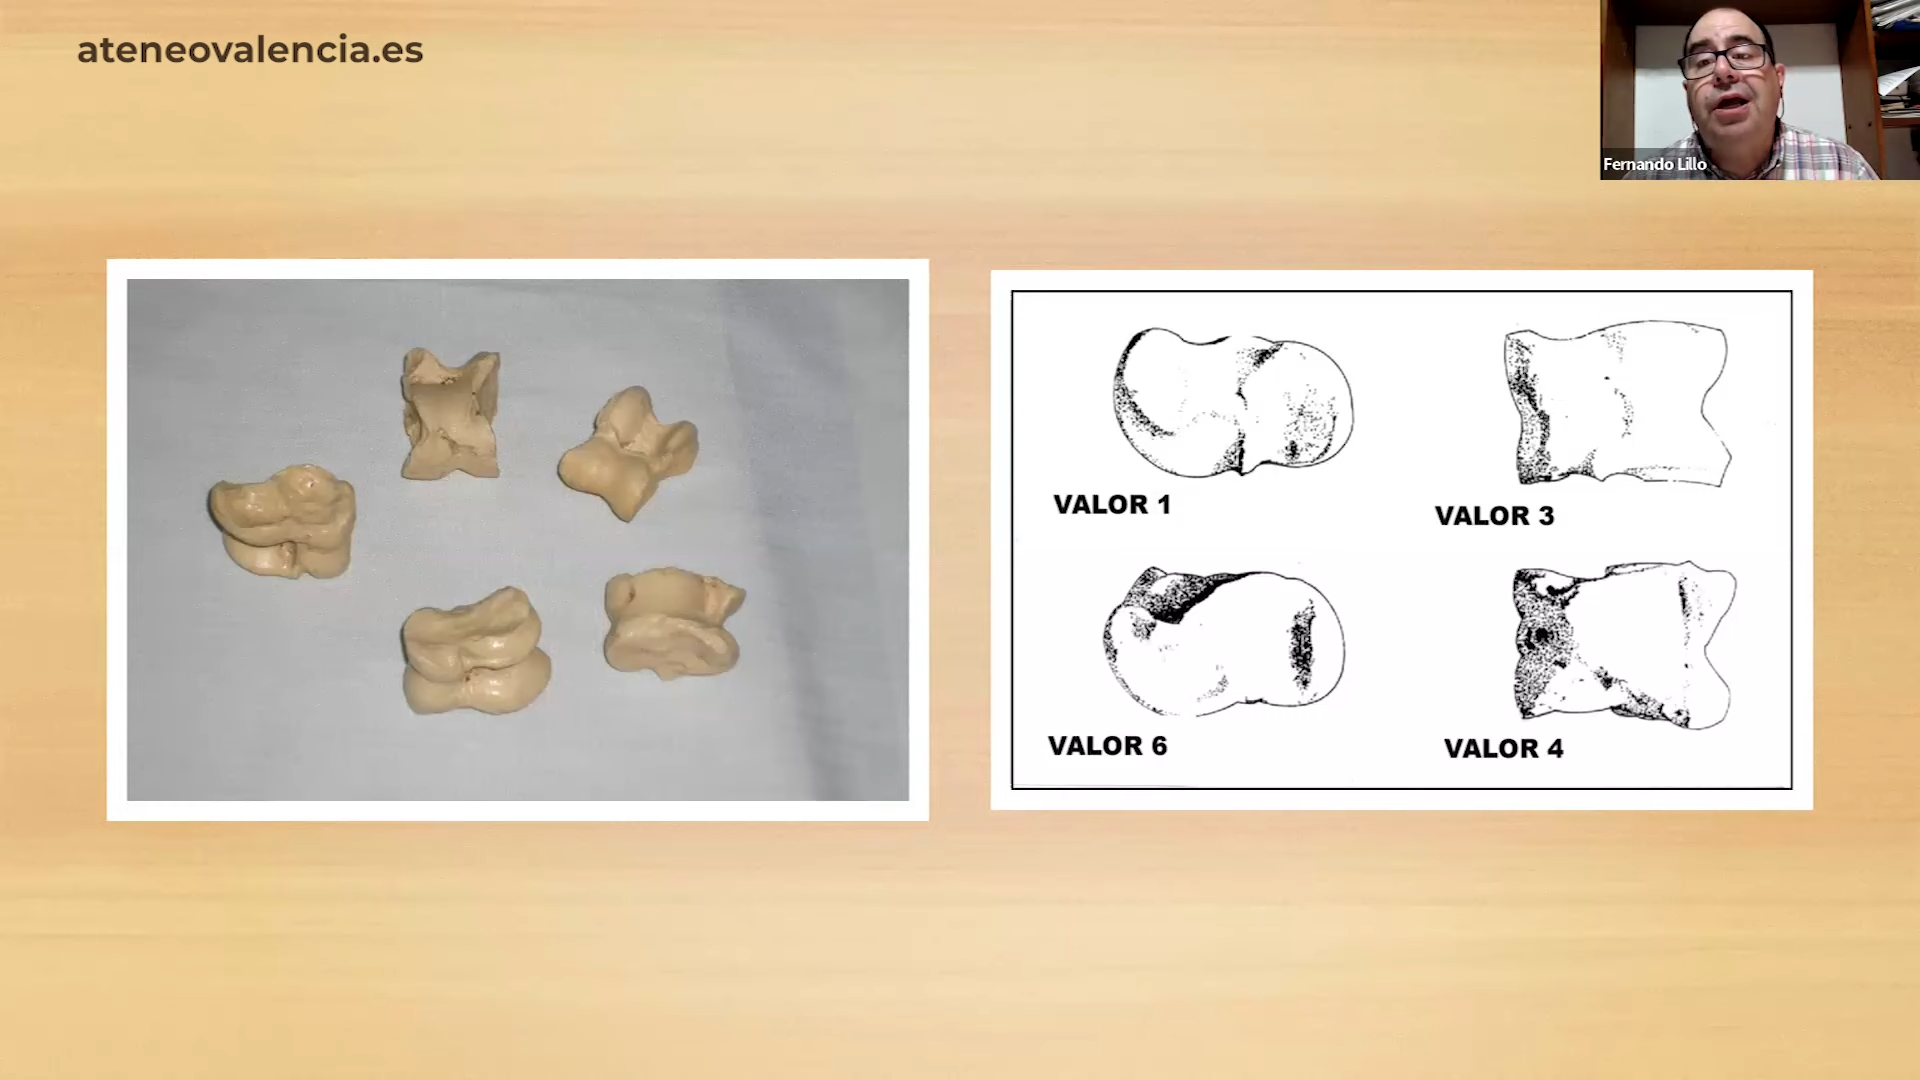 ateneovalencia.es
Fernando Lillo
VALOR 1
VALOR 3
VALOR 6
VALOR 4